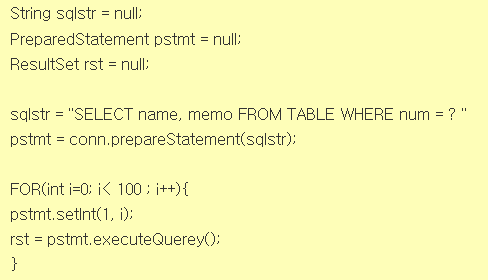 String sqlstr = null;
PreparedStatement pstmt = null;
ResultSet rst = null;
sqlstr = "SELECT name, memo FROM TABLE WHERE num = ? "
pstmt = conn.prepareStatement(sqlstr);
FOR(int i=0; i< 100 ; i++){
pstmt.setInt(1, i);
rst = pstmt.executeQuerey();
}